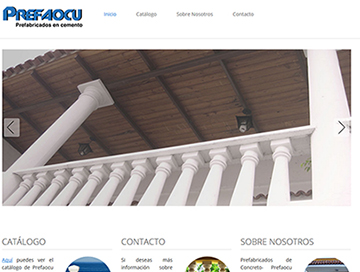 PREFAOCU
Prefabricados en cemento
Inicio Catálogo Sobre Nosotros Contacto
CATÁLOGO
Aquí puedes ver el
catálogo de Prefaocu
CONTACTO
Si deseas más
información sobre
SOBRE NOSOTROS
Prefabricados de
Concreto Prefaocu